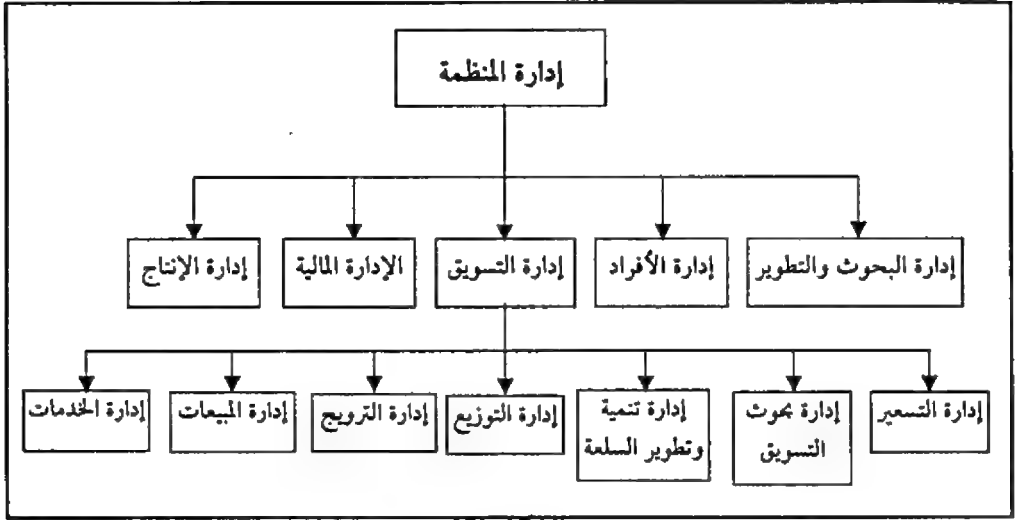 إدارة المنظمة
إدارة البحوث والتطوير
إدارة الأفراد
إدارة التسويق
الإدارة المالية
إدارة الإنتاج
إدارة التسعير
إدارة بحوث
التسويق
إدارة تنمية
وتطوير السلعة
إدارة التوزيع
إدارة الترويج
إدارة المبيعات
إدارة الخدمات